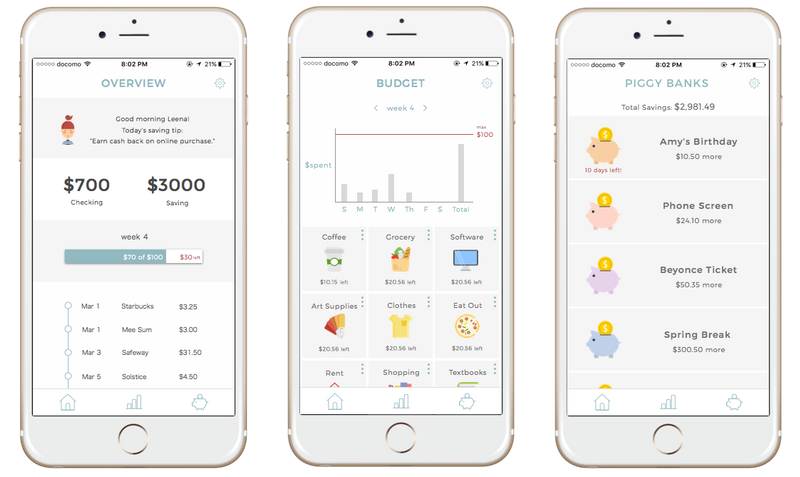 ooooo docomo 8:02 PM 21%
OVERVIEW
Good morning Leena!
Today's saving tip:
"Earn cash back on online purchase."
$700 $3000
Checking Saving
week 4
$70 of $100 $30 left
Mar 1 Starbucks $3.25
Mar 1 Mee Sum $3.00
Mar 3 Safeway $31.50
Mar 5 Solstice $4.50
ooooo docomo 8:02 PM 21%
BUDGET
< week 4 >
max
$100
$spent
S M T W Th F S Total
Coffee Grocery Software
$10.15 left $20.56 left $20.56 left
Art Supplies Clothes Eat Out
$20.56 left $20.56 left $20.56 left
Rent Shopping Textbooks
ooooo docomo 8:02 PM 21%
PIGGY BANKS
Total Savings: $2,981.49
Amy's Birthday
$10.50 more
10 days left!
Phone Screen
$24.10 more
Beyonce Ticket
$50.35 more
Spring Break
$300.50 more